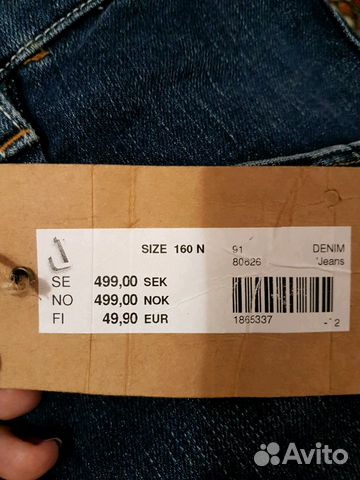 SIZE 160 N 91 DENIM
80826 Jeans
SE 499,00 SEK
NO 499,00 NOK
FI 49,90 EUR
1865337
Avito